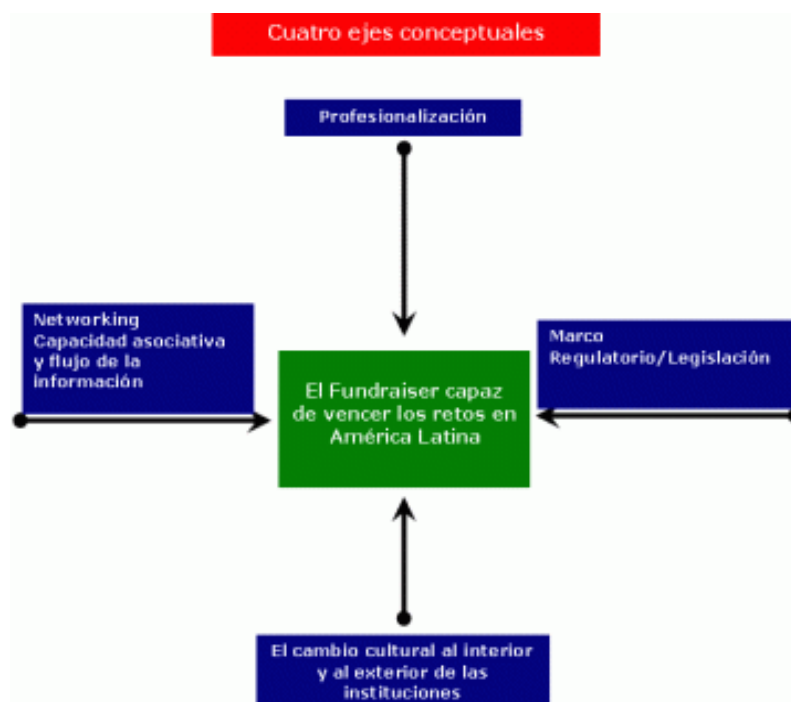 Cuatro ejes conceptuales
Profesionalización
Networking
Capacidad asociativa
y flujo de la
información
Marco
Regulatorio/Legislación
El Fundraiser capaz
de vencer los retos en
América Latina
El cambio cultural al interior
y al exterior de las
instituciones